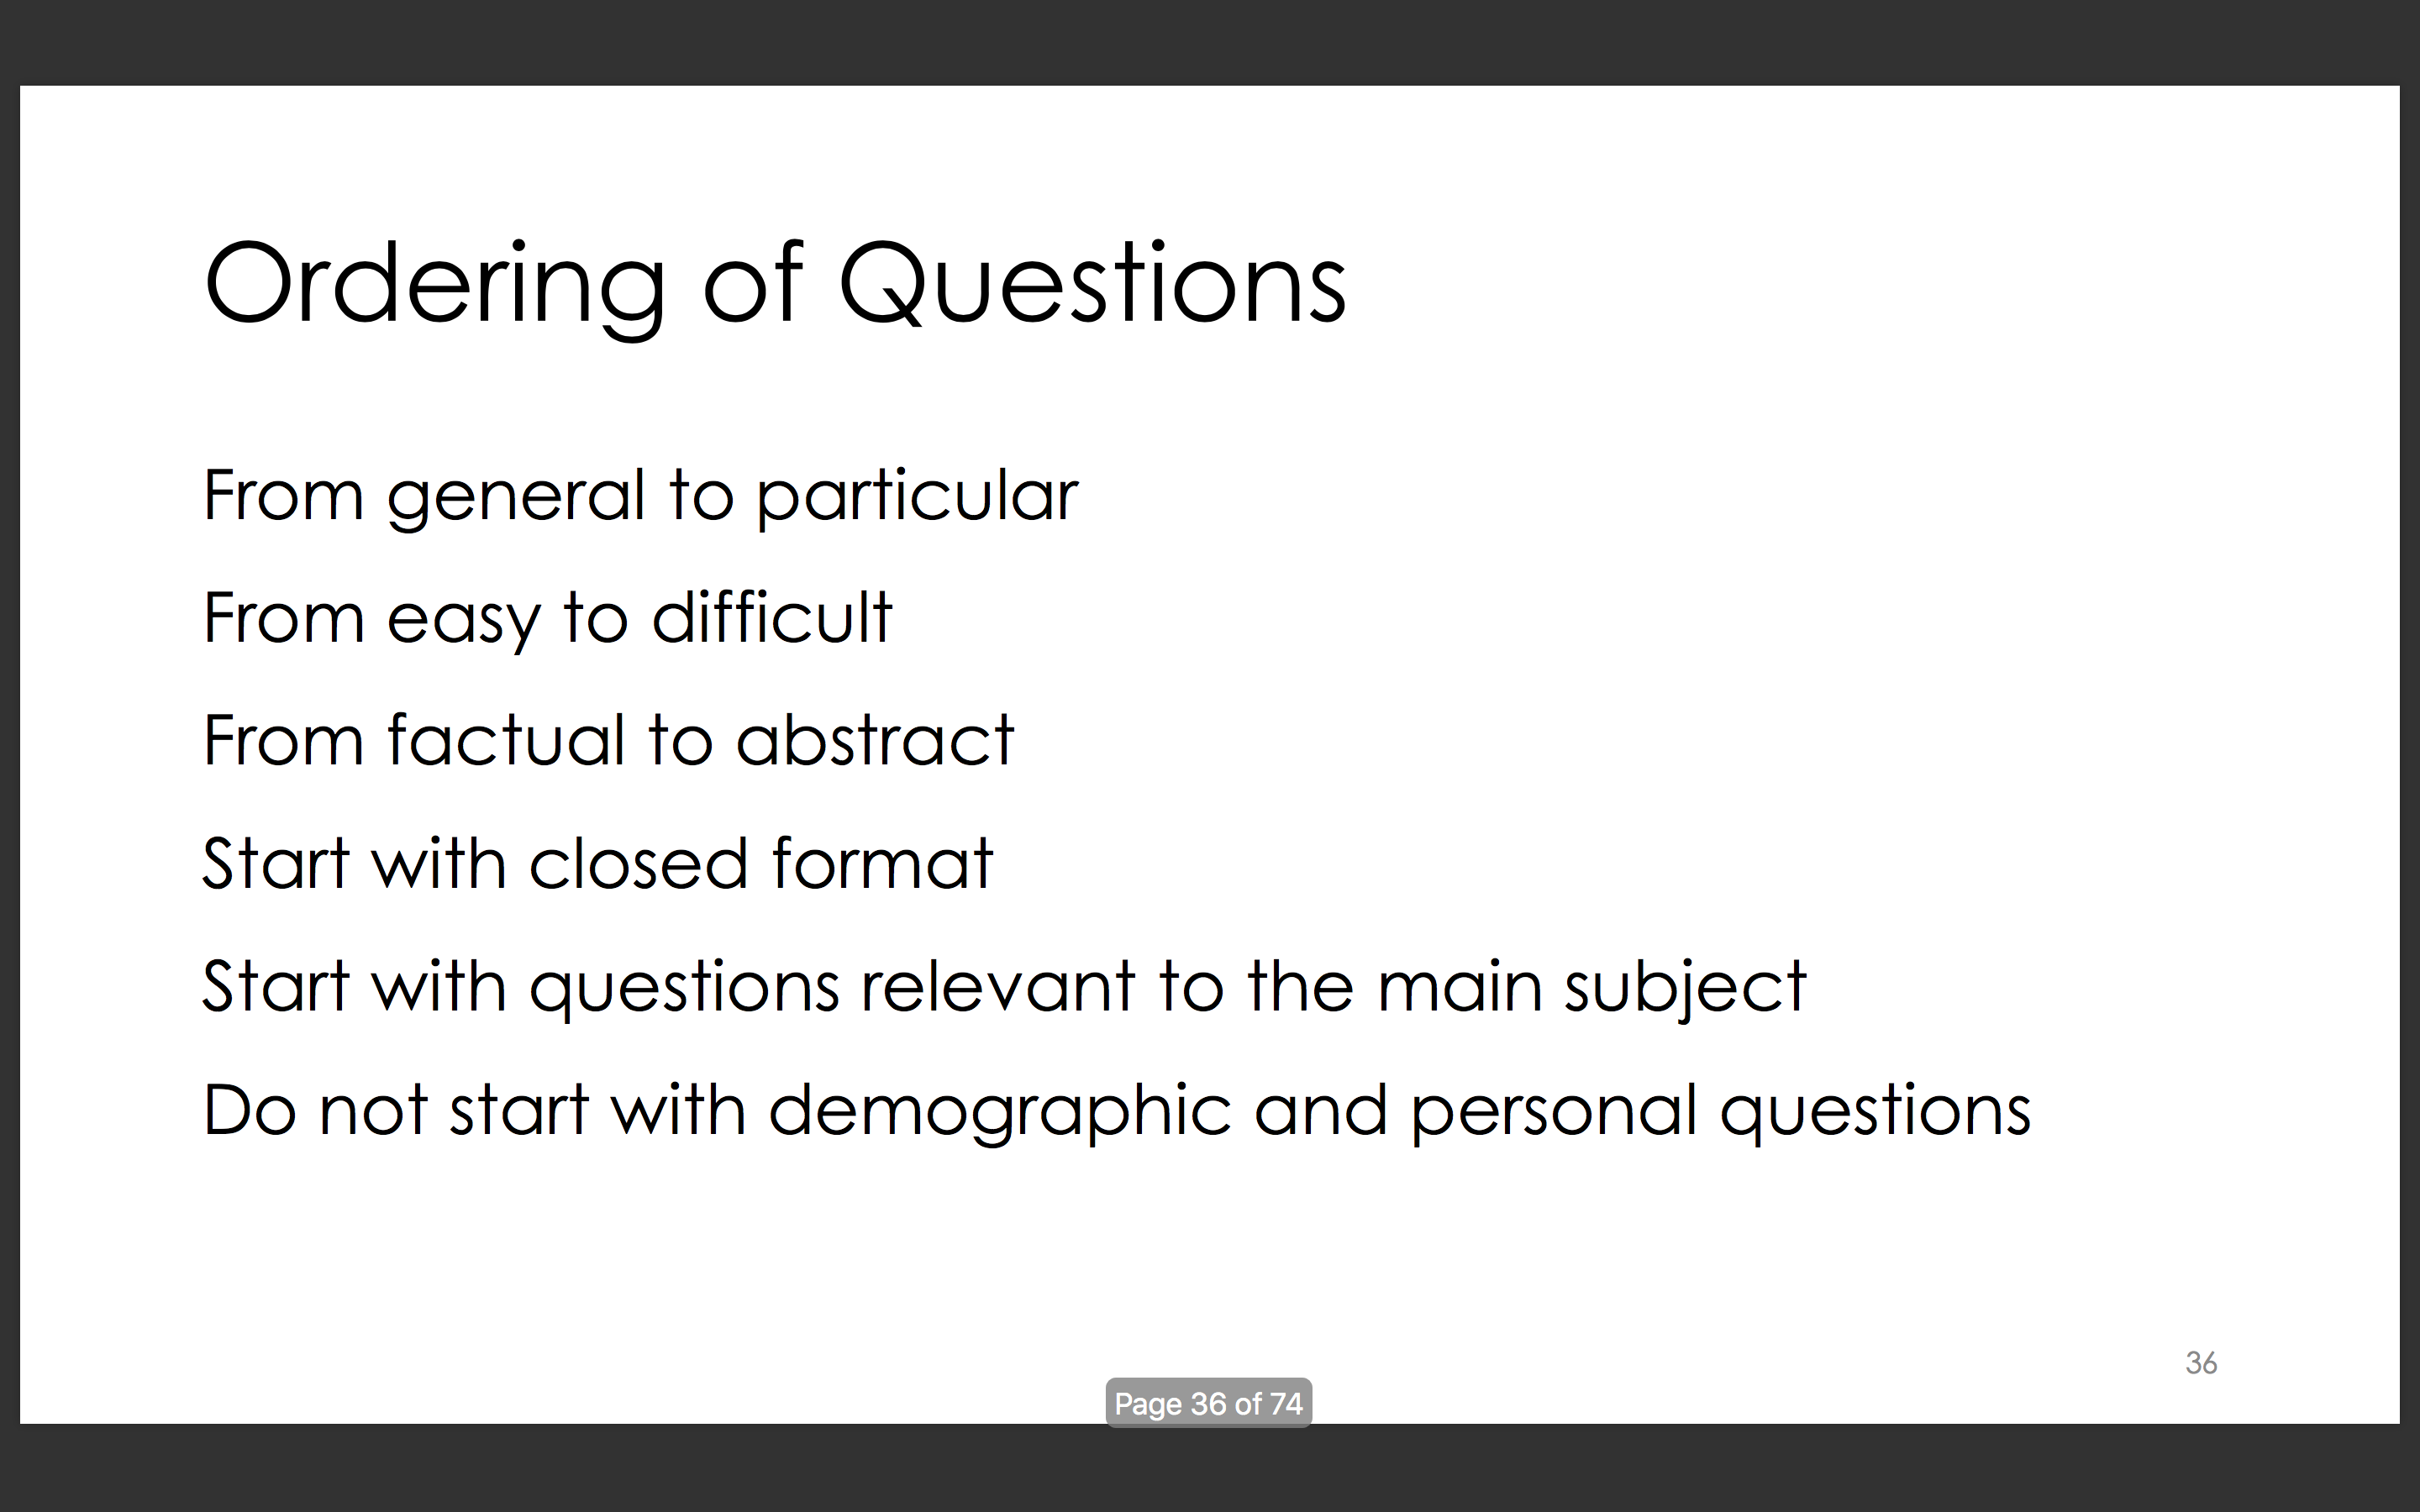 Ordering of Questions
From general to particular
From easy to difficult
From factual to abstract
Start with closed format
Start with questions relevant to the main subject
Do not start with demographic and personal questions
36
Page 36 of 74